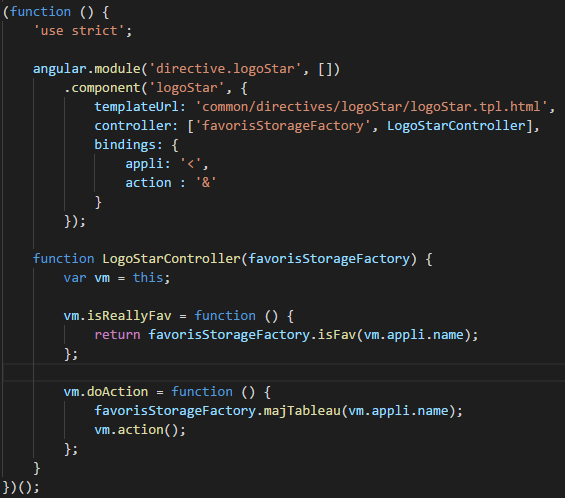 (function () {
    'use strict';

    angular.module('directive.logoStar', [])
        .component('logoStar', {
            templateUrl: 'common/directives/logoStar/logoStar.tpl.html',
            controller: ['favorisStorageFactory', LogoStarController],
            bindings: {
                appli: '<',
                action : '&'
            }
        });

    function LogoStarController(favorisStorageFactory) {
        var vm = this;

        vm.isReallyFav = function () {
            return favorisStorageFactory.isFav(vm.appli.name);
        };

        vm.doAction = function () {
            favorisStorageFactory.majTableau(vm.appli.name);
            vm.action();
        };
    }
})();